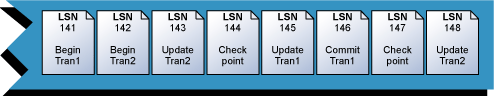 LSN
141
Begin
Tran1
LSN
142
Begin
Tran2
LSN
143
Update
Tran2
LSN
144
Check
point
LSN
145
Update
Tran1
LSN
146
Commit
Tran1
LSN
147
Check
point
LSN
148
Update
Tran2